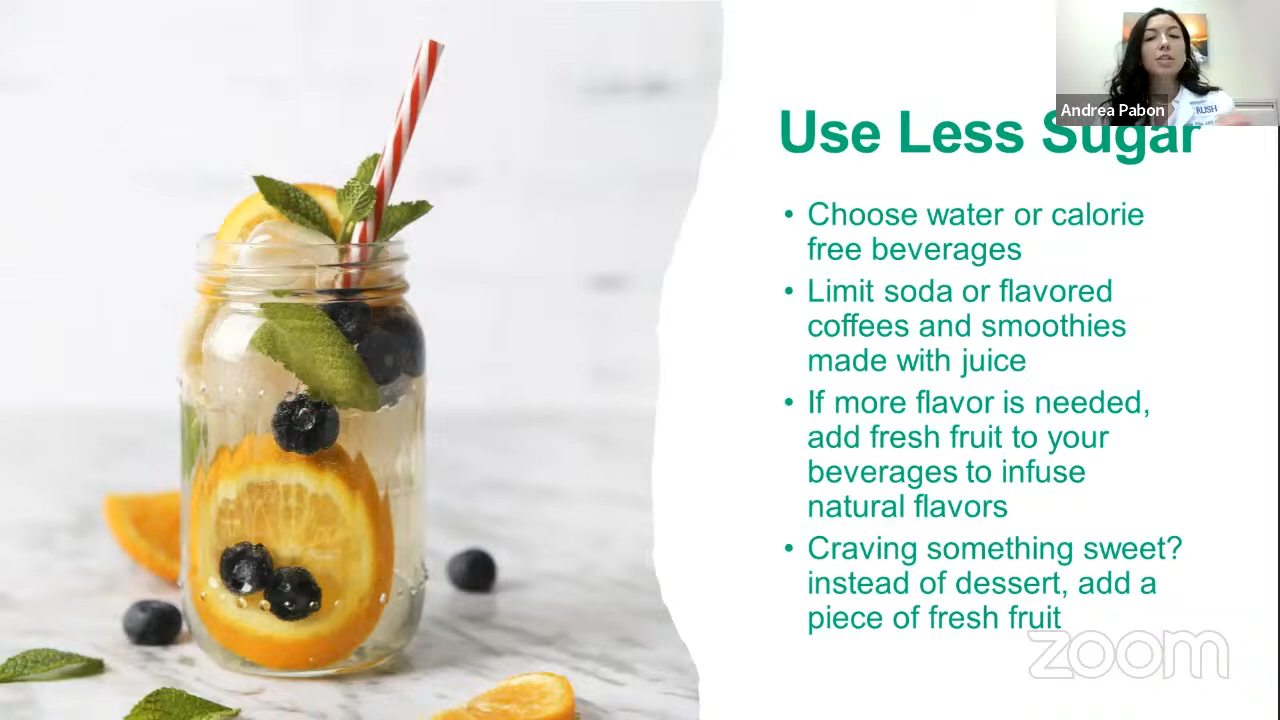 Andrea Pabon
RUSH
Use Less Sugar
• Choose water or calorie
free beverages
• Limit soda or flavored
coffees and smoothies
made with juice
• If more flavor is needed,
add fresh fruit to your
beverages to infuse
natural flavors
• Craving something sweet?
instead of dessert, add a
piece of fresh fruit
zoom